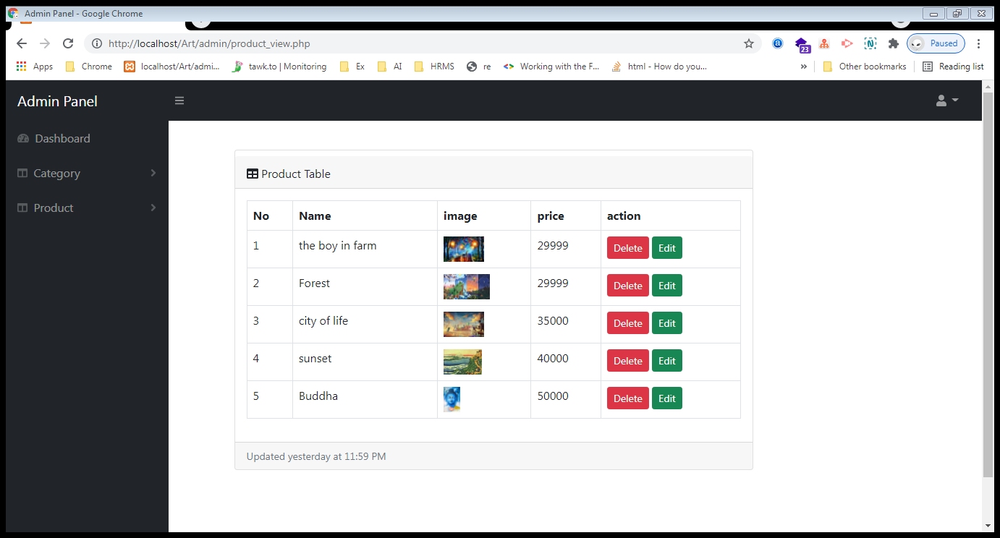 Admin Panel - Google Chrome
http://localhost/Art/admin/product_view.php
23
Paused
Apps Chrome localhost/Art/admi... tawk.to | Monitoring Ex AI HRMS re Working with the F... html - How do you... » Other bookmarks Reading list
Admin Panel
Dashboard
Category
Product
Product Table
No Name image price action
1 the boy in farm 29999 Delete Edit
2 Forest 29999 Delete Edit
3 city of life 35000 Delete Edit
4 sunset 40000 Delete Edit
5 Buddha 50000 Delete Edit
Updated yesterday at 11:59 PM